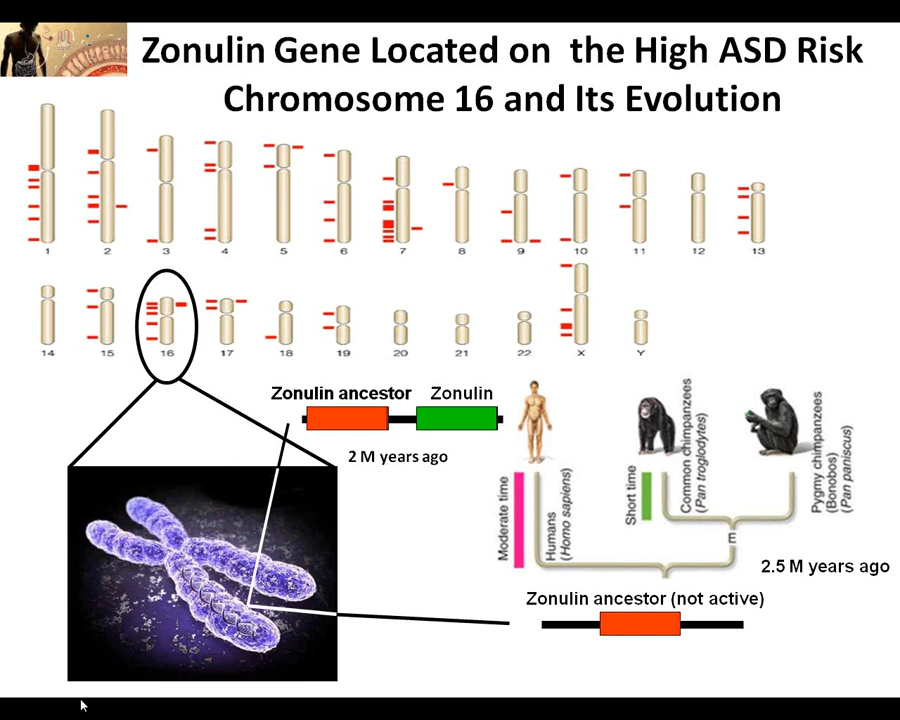 Zonulin Gene Located on the High ASD Risk
Chromosome 16 and Its Evolution
1 2 3 4 5 6 7 8 9 10 11 12 13
14 15 16 17 18 19 20 21 22 X Y
Zonulin ancestor Zonulin
2 M years ago
Moderate time
Humans
(Homo sapiens)
Short time
Common chimpanzees
(Pan troglodytes)
Pygmy chimpanzees
(Bonobos)
(Pan paniscus)
E
2.5 M years ago
Zonulin ancestor (not active)